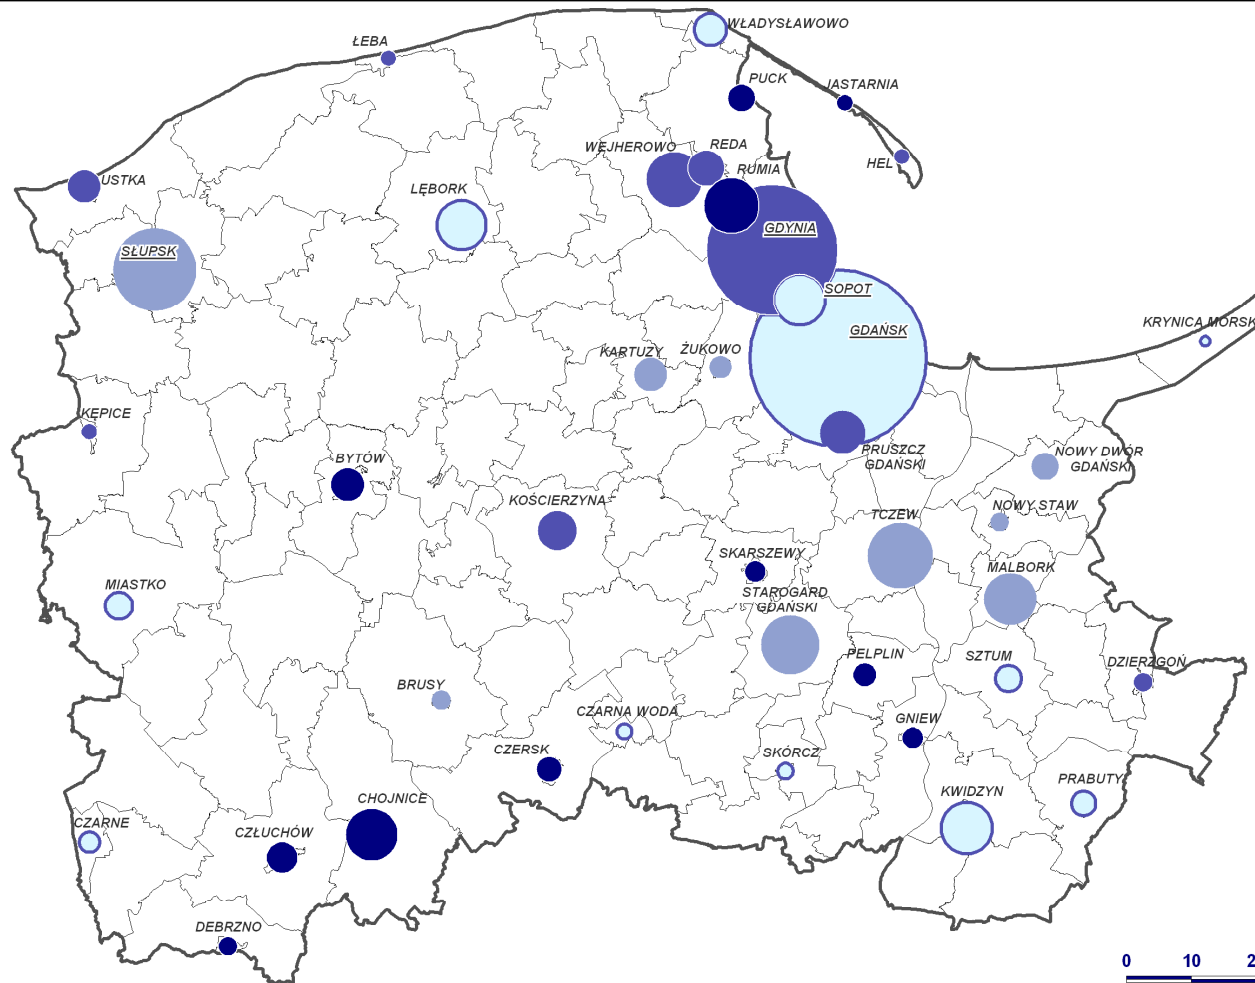 WŁADYSŁAWOWO
ŁEBA
PUCK
JASTARNIA
WEJHEROWO
REDA
HEL
RUMIA
USTKA
LĘBORK
GDYNIA
SŁUPSK
SOPOT
GDAŃSK
KRYNICA MORSK
KARTUZY
ŻUKOWO
KĘPICE
PRUSZCZ
GDAŃSKI
BYTÓW
NOWY DWÓR
GDAŃSKI
KOŚCIERZYNA
NOWY STAW
TCZEW
SKARSZEWY
MALBORK
MIASTKO
STAROGARD
GDAŃSKI
PELPLIN
SZTUM
DZIERZGOŃ
BRUSY
CZARNA WODA
GNIEW
CZERSK
SKÓRCZ
PRABUTY
KWIDZYN
CHOJNICE
CZARNE
CZŁUCHÓW
DEBRZNO
0 10 2